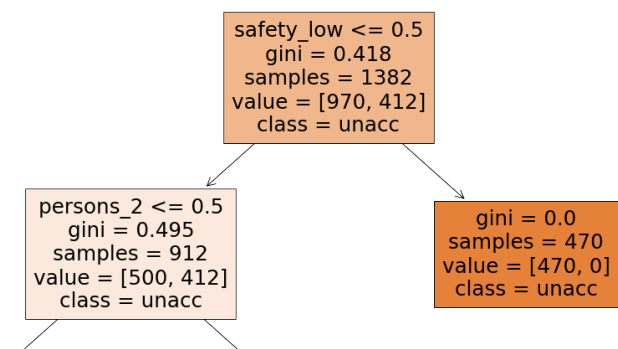 safety_low <= 0.5
gini = 0.418
samples = 1382
value = [970, 412]
class = unacc
persons_2 <= 0.5
gini = 0.495
samples = 912
value = [500, 412]
class = unacc
gini = 0.0
samples = 470
value = [470, 0]
class = unacc